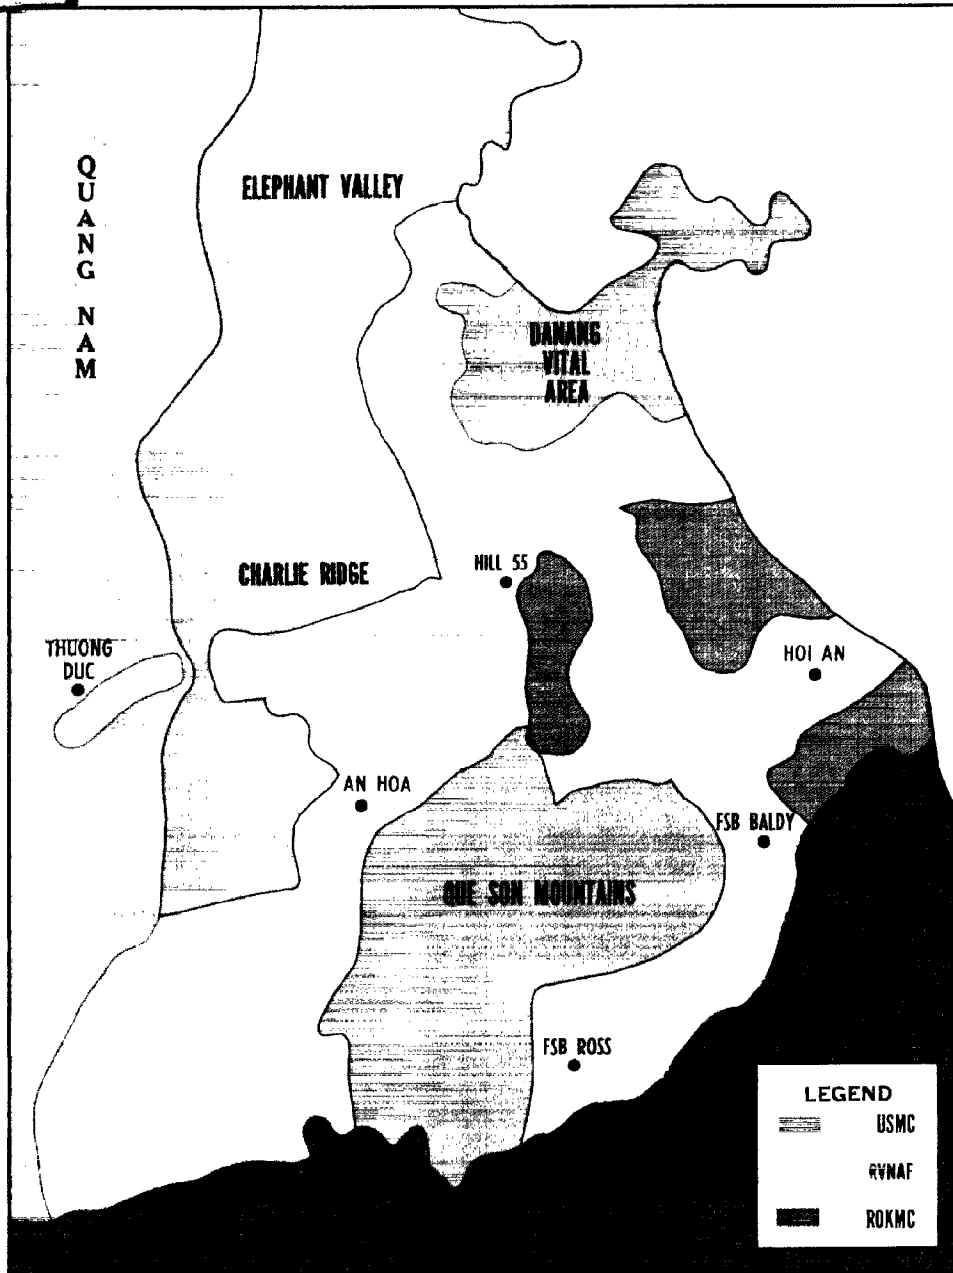 QUANG NAM
ELEPHANT VALLEY
DANANG
VITAL
AREA
HILL 55
CHARLIE RIDGE
THUONG
DUC
HOI AN
AN HOA
FSB BALDY
QUE SON MOUNTAINS
FSB ROSS
LEGEND
USMC
RVNAF
ROKMC